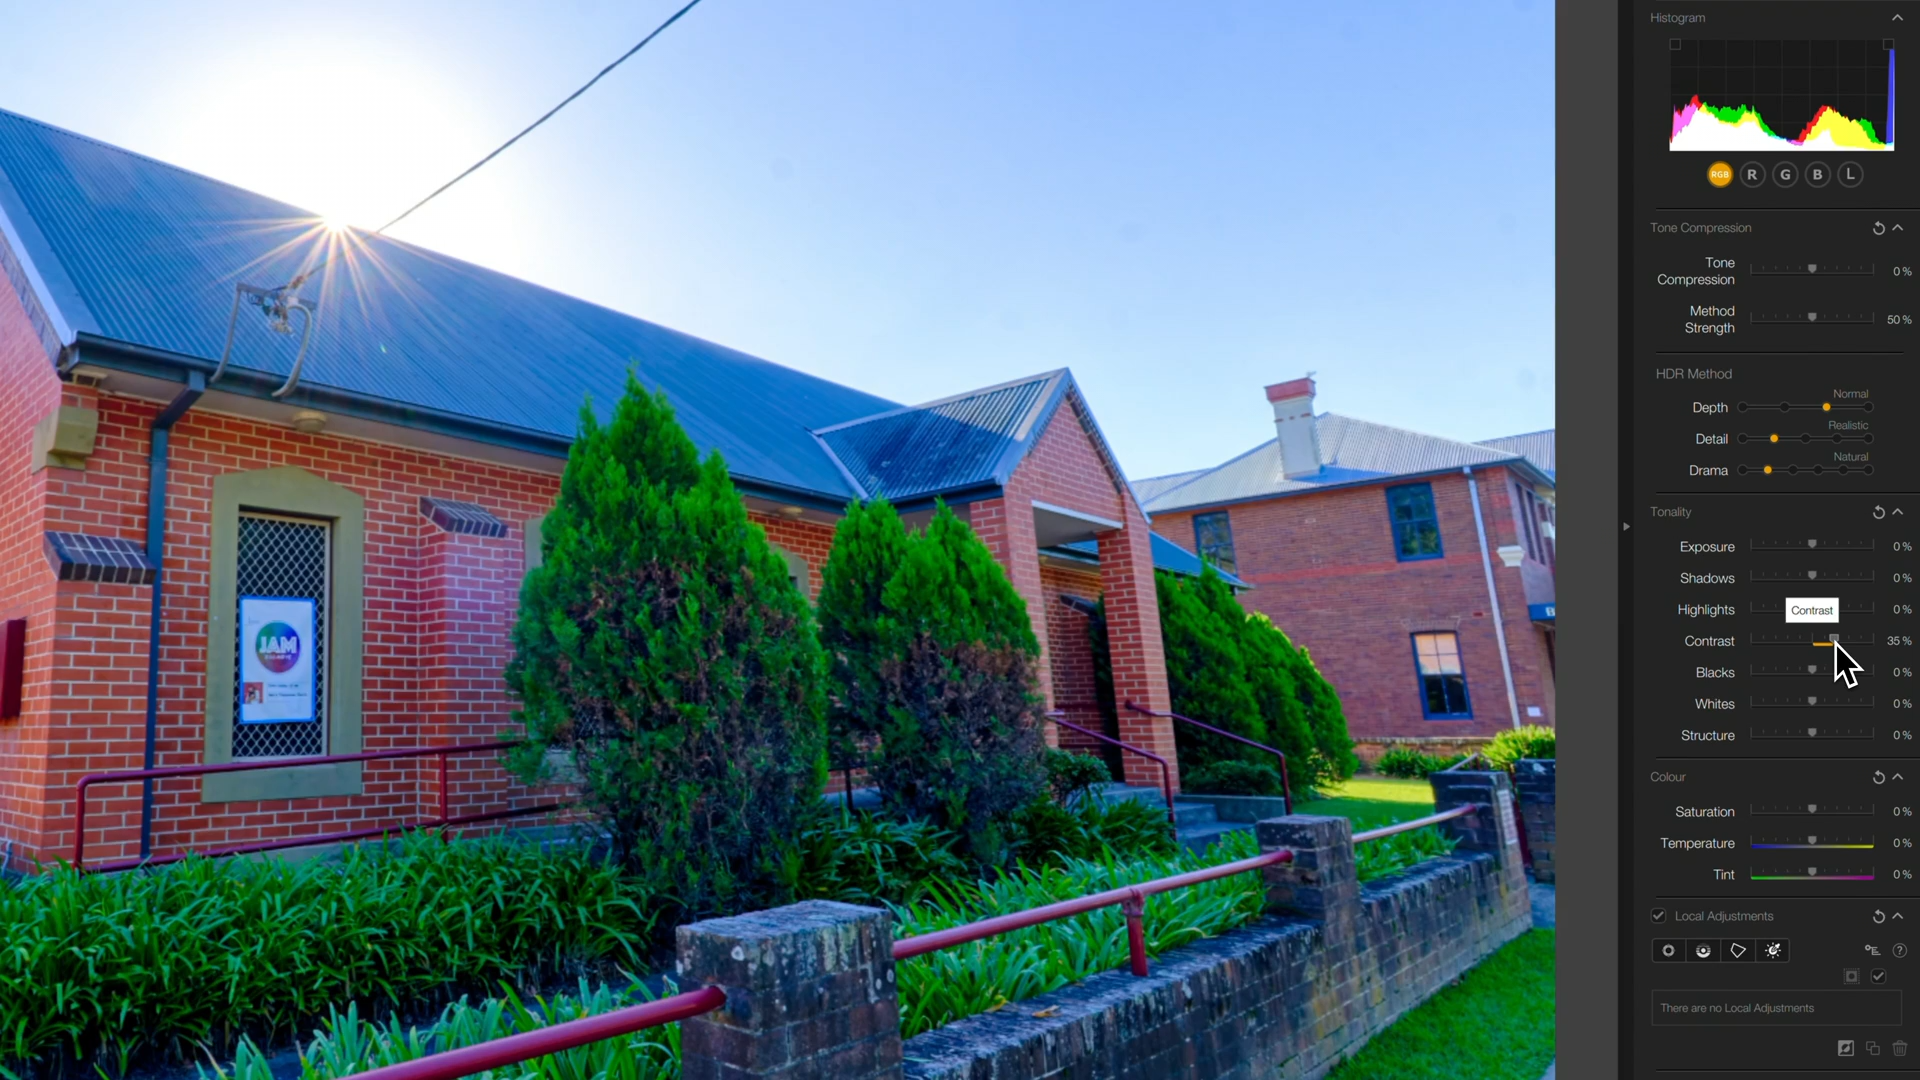 Histogram
RGB R G B L
Tone Compression
Tone Compression 0 %
Method Strength 50 %
HDR Method
Normal
Depth
Realistic
Detail
Natural
Drama
Tonality
Exposure 0 %
Shadows 0 %
Highlights 0 %
Contrast
Contrast 35 %
Blacks 0 %
Whites 0 %
Structure 0 %
Colour
Saturation 0 %
Temperature 0 %
Tint 0 %
Local Adjustments
There are no Local Adjustments
JAM
B